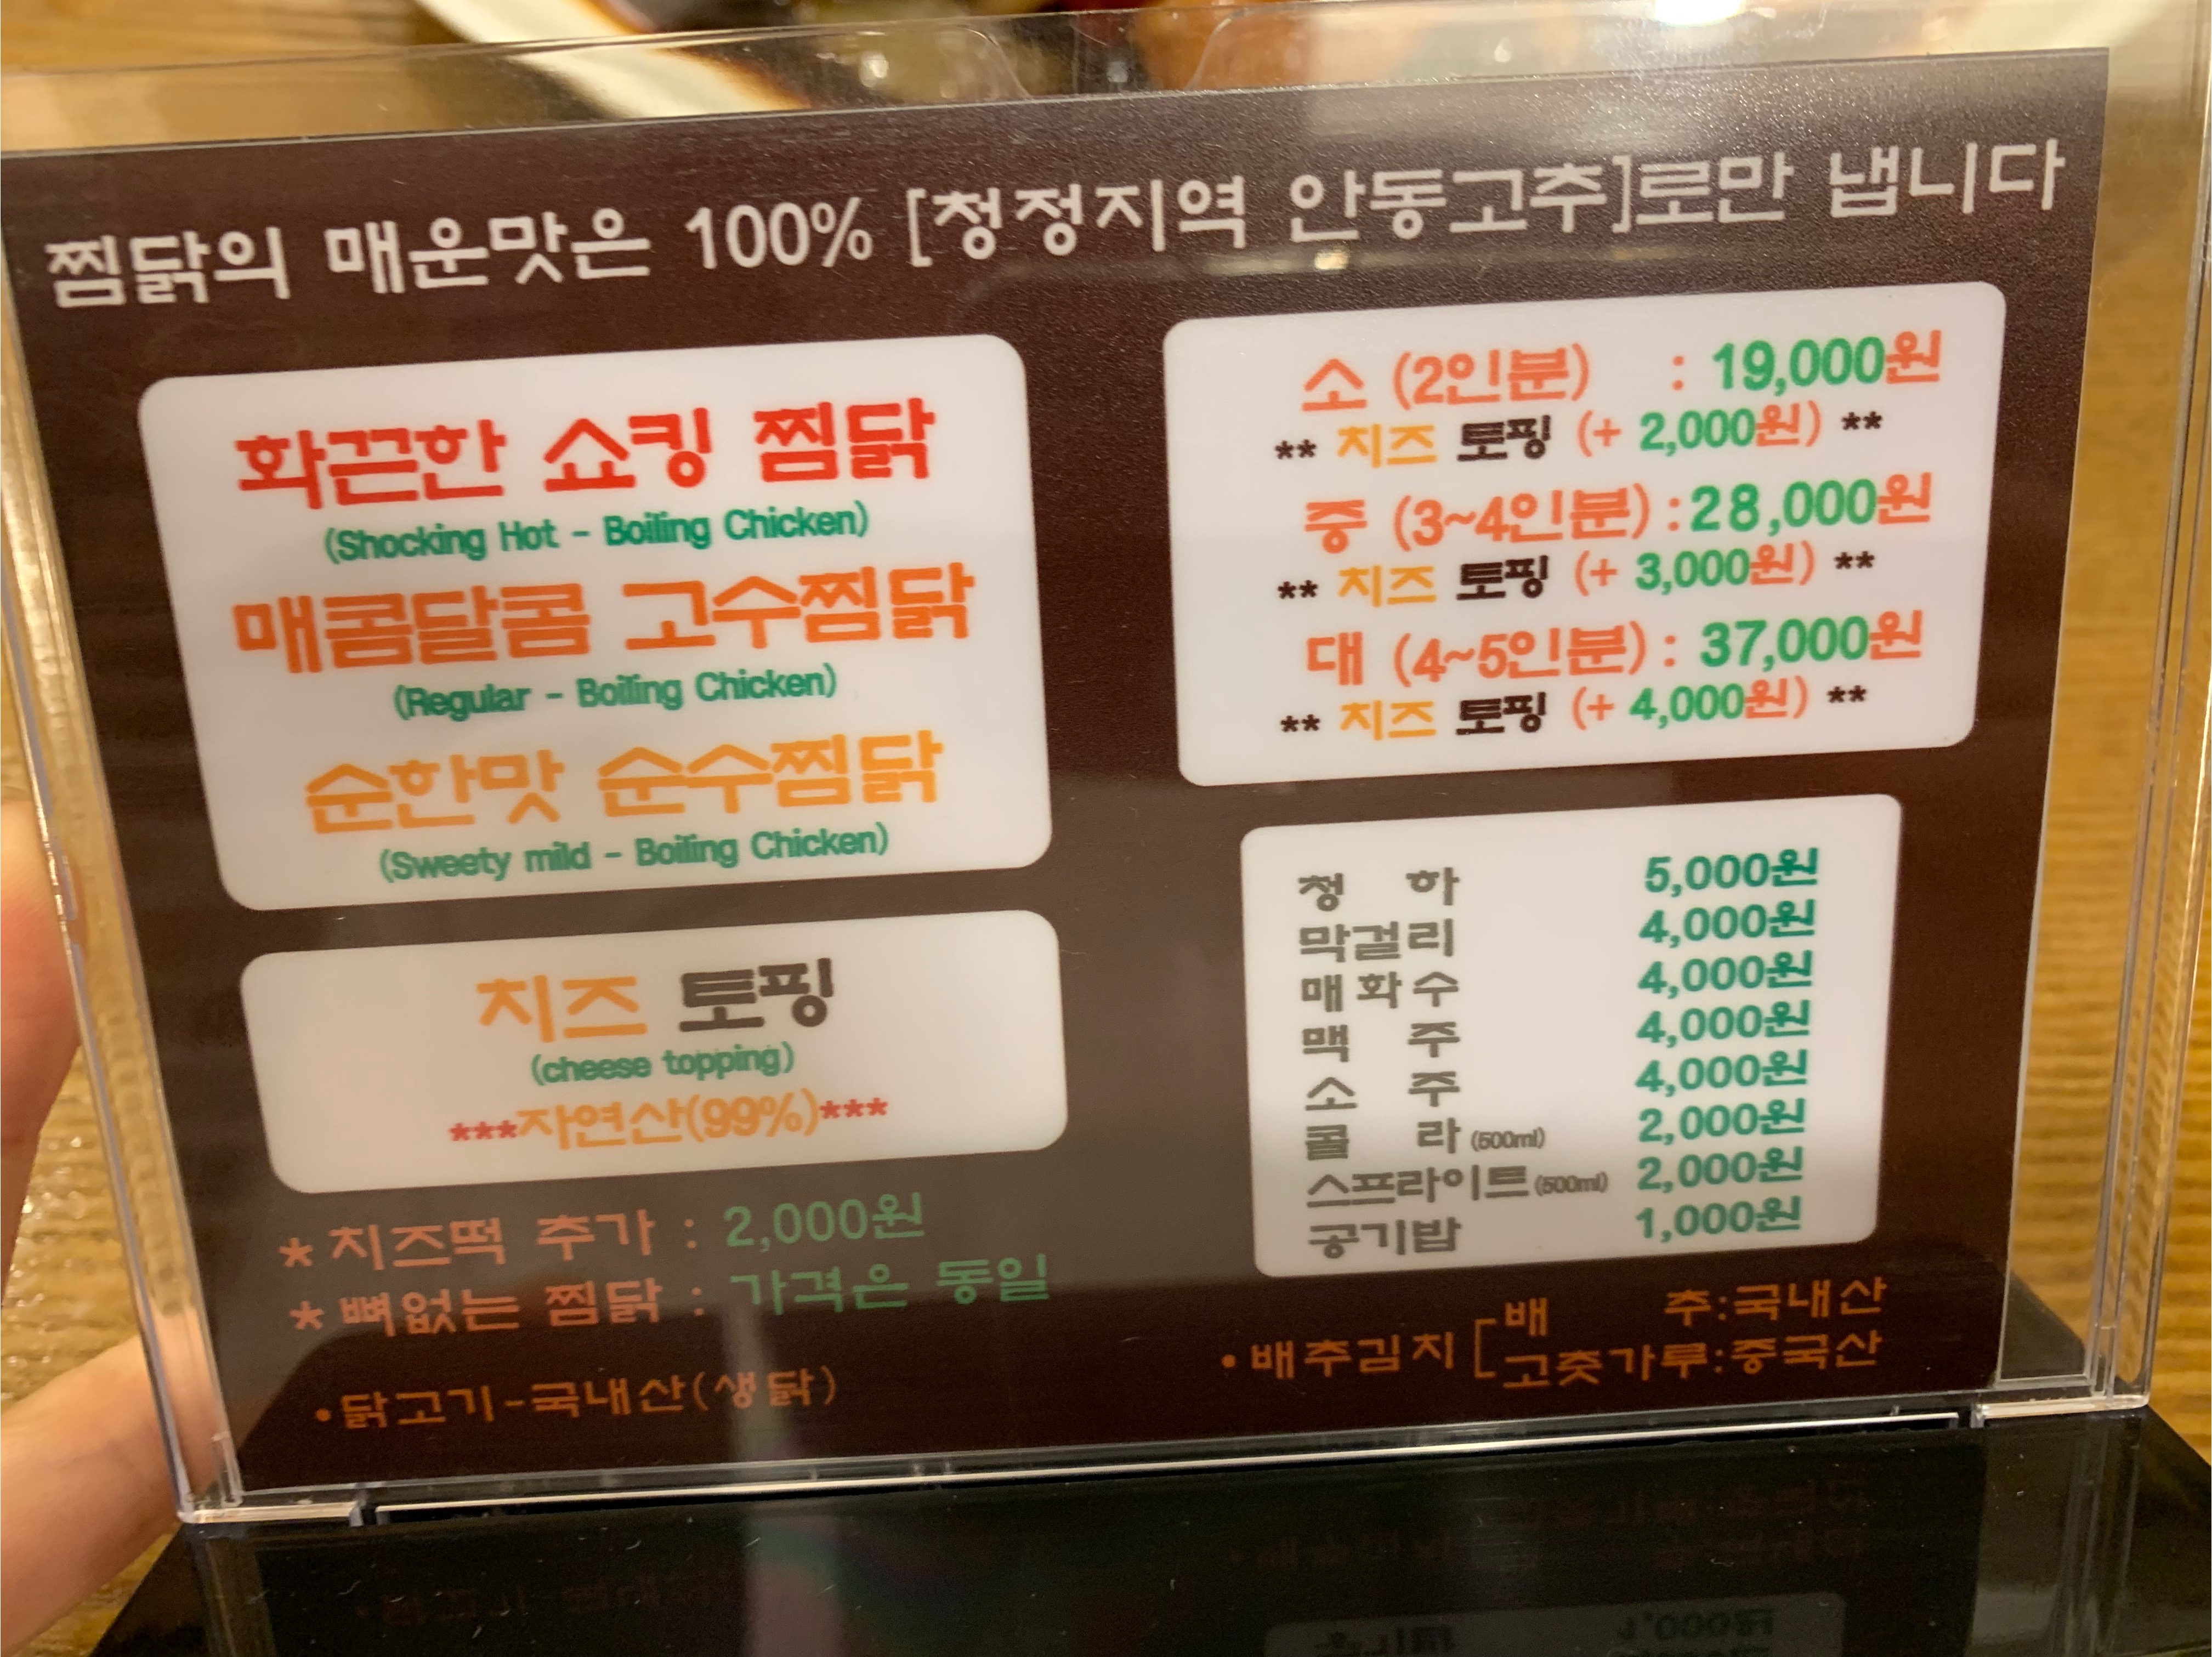 찜닭의 매운맛은 100% [청정지역 안동고추]로만 냅니다
화끈한 쇼킹 찜닭
(Shocking Hot - Boiling Chicken)
매콤달콤 고수찜닭
(Regular - Boiling Chicken)
순한맛 순수찜닭
(Sweety mild - Boiling Chicken)
치즈 토핑
(cheese topping)
***자연산(99%)***
* 치즈떡 추가 : 2,000원
* 뼈없는 찜닭 : 가격은 동일
• 닭고기-국내산(생닭)
소 (2인분) : 19,000원
** 치즈 토핑 (+ 2,000원) **
중 (3~4인분) : 28,000원
** 치즈 토핑 (+ 3,000원) **
대 (4~5인분) : 37,000원
** 치즈 토핑 (+ 4,000원) **
청 하 5,000원
막걸리 4,000원
매화수 4,000원
맥 주 4,000원
소 주 4,000원
콜 라 (500ml) 2,000원
스프라이트 (500ml) 2,000원
공기밥 1,000원
• 배추김치 [배 추:국내산
고춧가루:중국산